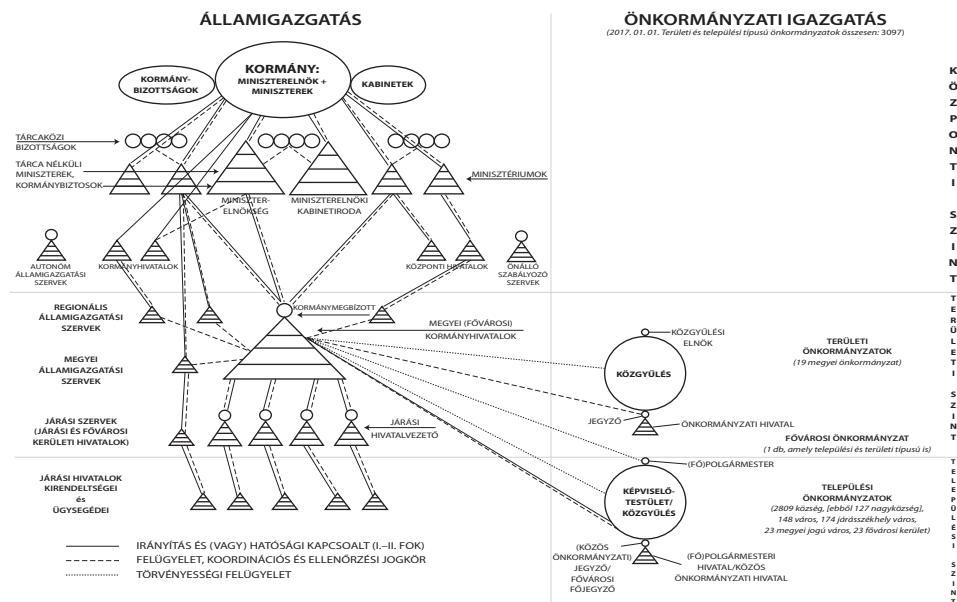 ÁLLAMIGAZGATÁS
ÖNKORMÁNYZATI IGAZGATÁS
(2017. 01. 01. Területi és települési típusú önkormányzatok összesen: 3097)
KORMÁNY-
BIZOTTSÁGOK
KORMÁNY:
MINISZTERELNÖK +
MINISZTEREK
KABINETEK
TÁRCAKÖZI
BIZOTTSÁGOK
TÁRCA NÉLKÜLI
MINISZTEREK,
KORMÁNYBIZTOSOK
MINISZTÉRIUMOK
MINISZTER-
ELNÖKSÉG
MINISZTERELNÖKI
KABINETIRODA
AUTONÓM
ÁLLAMIGAZGATÁSI
SZERVEK
KORMÁNYHIVATALOK
KÖZPONTI HIVATALOK
ÖNÁLLÓ
SZABÁLYOZÓ
SZERVEK
KÖZPONTI SZINT
REGIONÁLIS
ÁLLAMIGAZGATÁSI
SZERVEK
KORMÁNYMEGBÍZOTT
MEGYEI (FŐVÁROSI)
KORMÁNYHIVATALOK
MEGYEI
ÁLLAMIGAZGATÁSI
SZERVEK
JÁRÁSI SZERVEK
(JÁRÁSI ÉS FŐVÁROSI
KERÜLETI HIVATALOK)
JÁRÁSI
HIVATALVEZETŐ
KÖZGYŰLÉSI
ELNÖK
KÖZGYŰLÉS
TERÜLETI
ÖNKORMÁNYZATOK
(19 megyei önkormányzat)
JEGYZŐ
ÖNKORMÁNYZATI HIVATAL
FŐVÁROSI ÖNKORMÁNYZAT
(1 db, amely települési és területi típusú is)
TERÜLETI SZINT
JÁRÁSI HIVATALOK
KIRENDELTSÉGEI
és
ÜGYSEGÉDEI
(FŐ)POLGÁRMESTER
KÉPVISELŐ-
TESTÜLET/
KÖZGYŰLÉS
TELEPÜLÉSI
ÖNKORMÁNYZATOK
(2809 község, [ebből 127 nagyközség],
148 város, 174 járásszékhely város,
23 megyei jogú város, 23 fővárosi kerület)
(KÖZÖS
ÖNKORMÁNYZATI)
JEGYZŐ/
FŐVÁROSI
FŐJEGYZŐ
(FŐ)POLGÁRMESTERI
HIVATAL/KÖZÖS
ÖNKORMÁNYZATI HIVATAL
TELEPÜLÉSI SZINT
IRÁNYÍTÁS ÉS (VAGY) HATÓSÁGI KAPCSOALT (I.–II. FOK)
FELÜGYELET, KOORDINÁCIÓS ÉS ELLENŐRZÉSI JOGKÖR
TÖRVÉNYESSÉGI FELÜGYELET